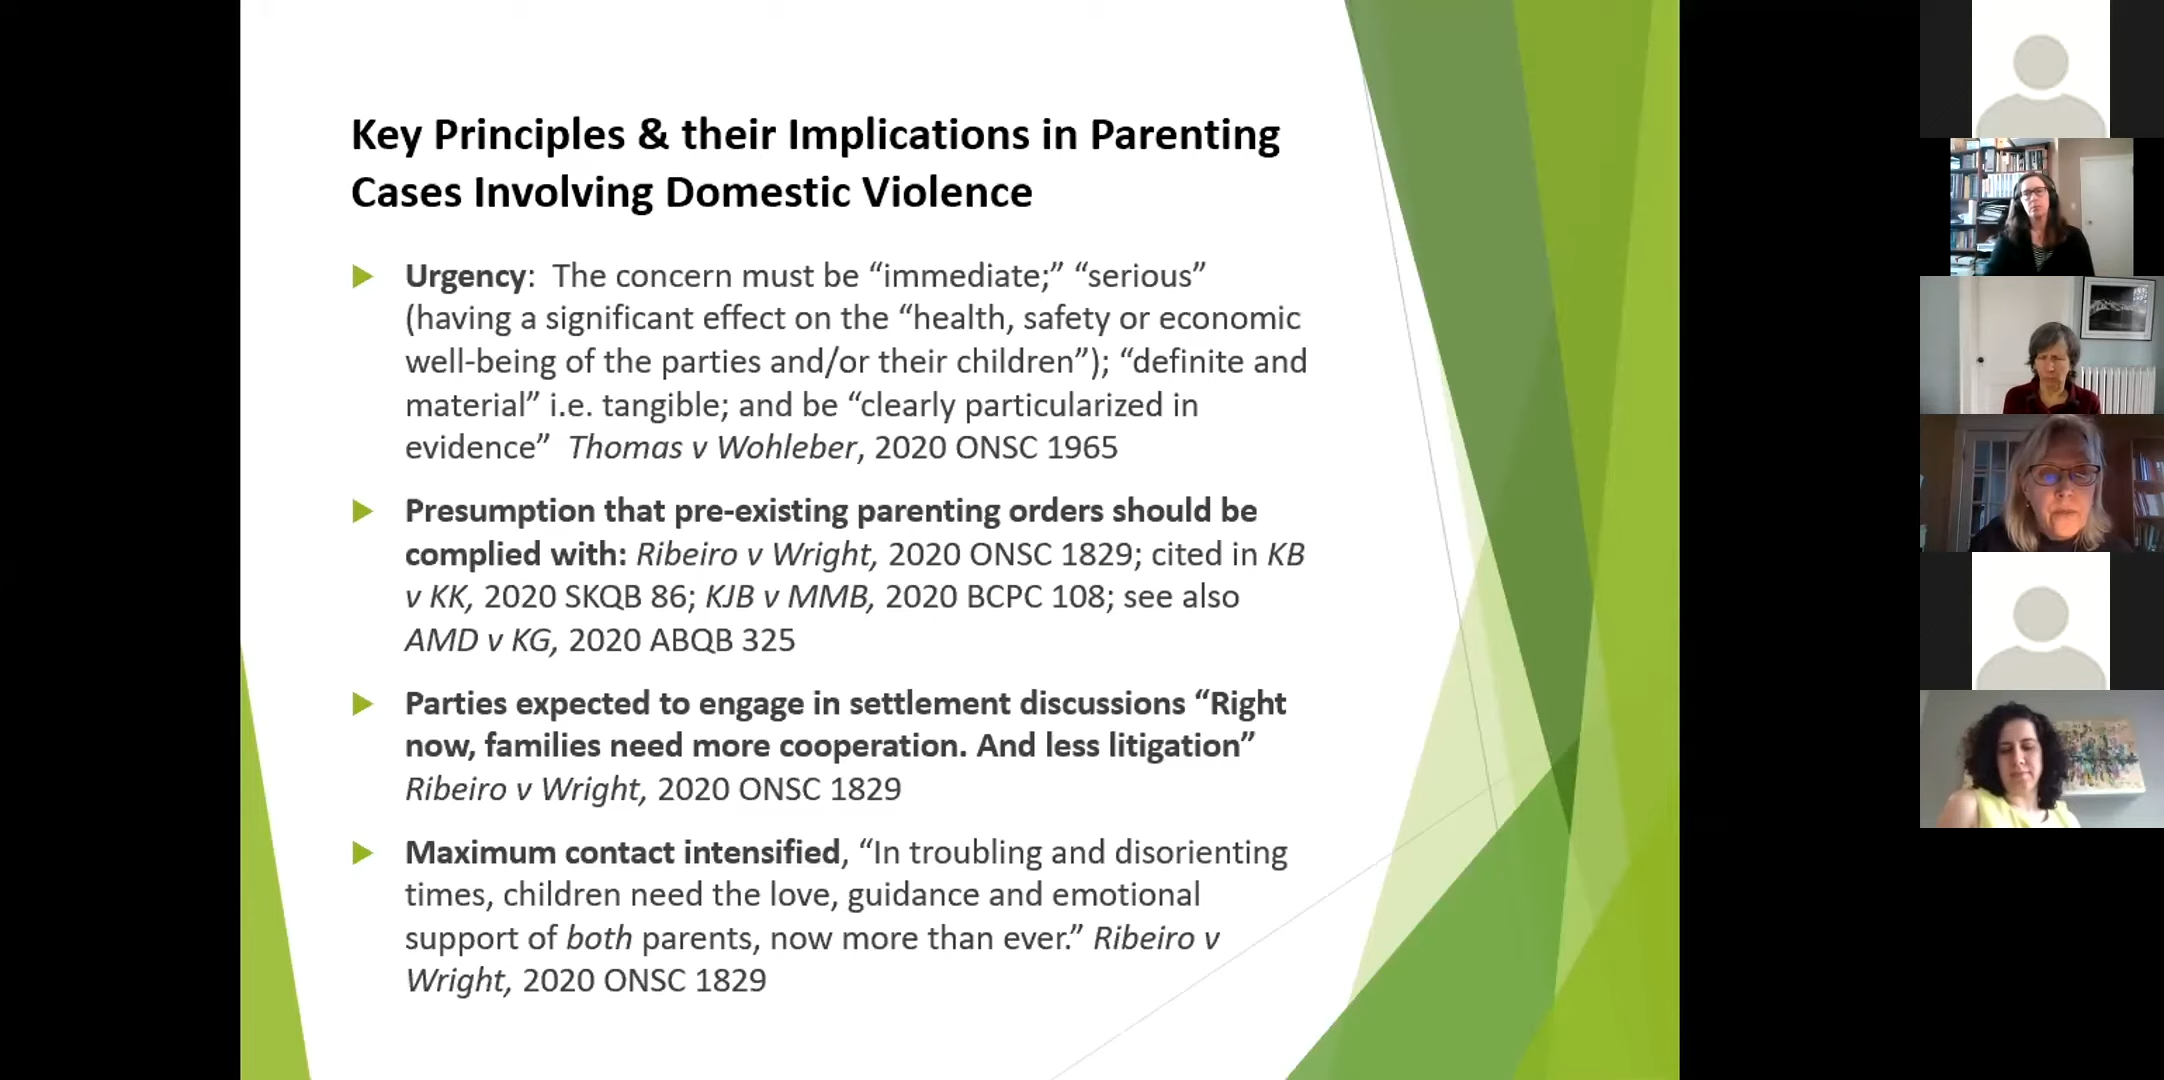 Key Principles & their Implications in Parenting
Cases Involving Domestic Violence
Urgency:  The concern must be “immediate;” “serious”
(having a significant effect on the “health, safety or economic
well-being of the parties and/or their children”); “definite and
material” i.e. tangible; and be “clearly particularized in
evidence”  Thomas v Wohleber, 2020 ONSC 1965
Presumption that pre-existing parenting orders should be
complied with: Ribeiro v Wright, 2020 ONSC 1829; cited in KB
v KK, 2020 SKQB 86; KJB v MMB, 2020 BCPC 108; see also
AMD v KG, 2020 ABQB 325
Parties expected to engage in settlement discussions “Right
now, families need more cooperation. And less litigation”
Ribeiro v Wright, 2020 ONSC 1829
Maximum contact intensified, “In troubling and disorienting
times, children need the love, guidance and emotional
support of both parents, now more than ever.” Ribeiro v
Wright, 2020 ONSC 1829